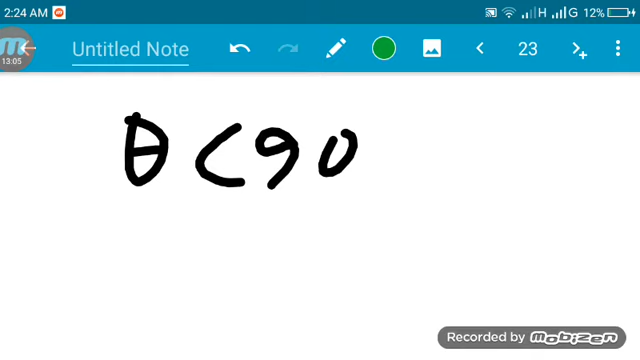 2:24 AM H G 12%
Untitled Note 23
13:05
θ < 90
Recorded by mobizen